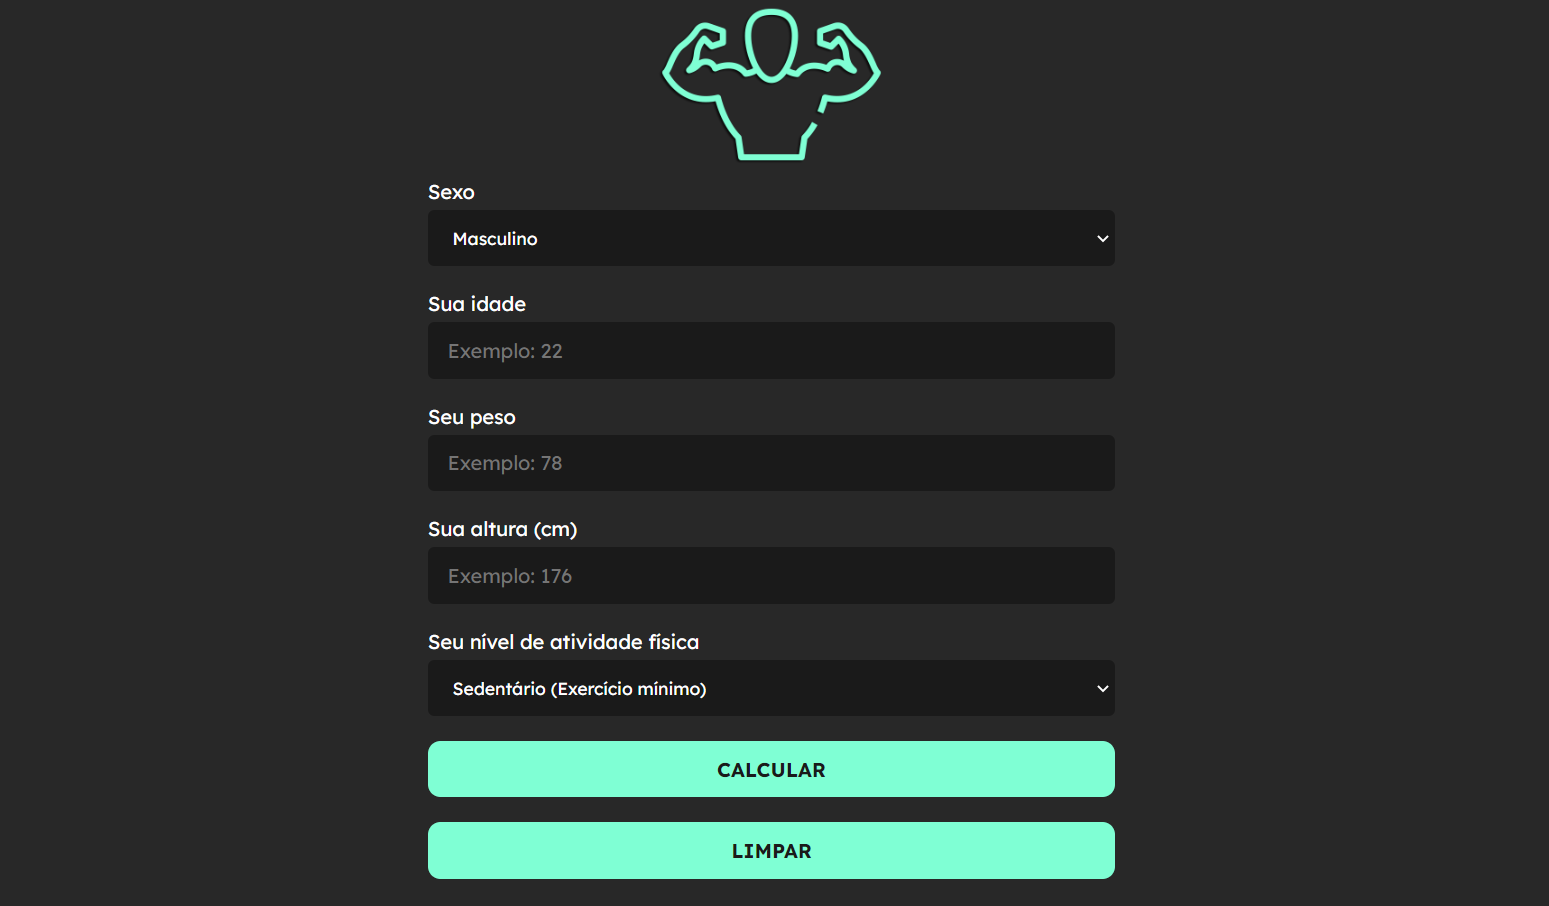 Sexo
Masculino
Sua idade
Exemplo: 22
Seu peso
Exemplo: 78
Sua altura (cm)
Exemplo: 176
Seu nível de atividade física
Sedentário (Exercício mínimo)
CALCULAR
LIMPAR